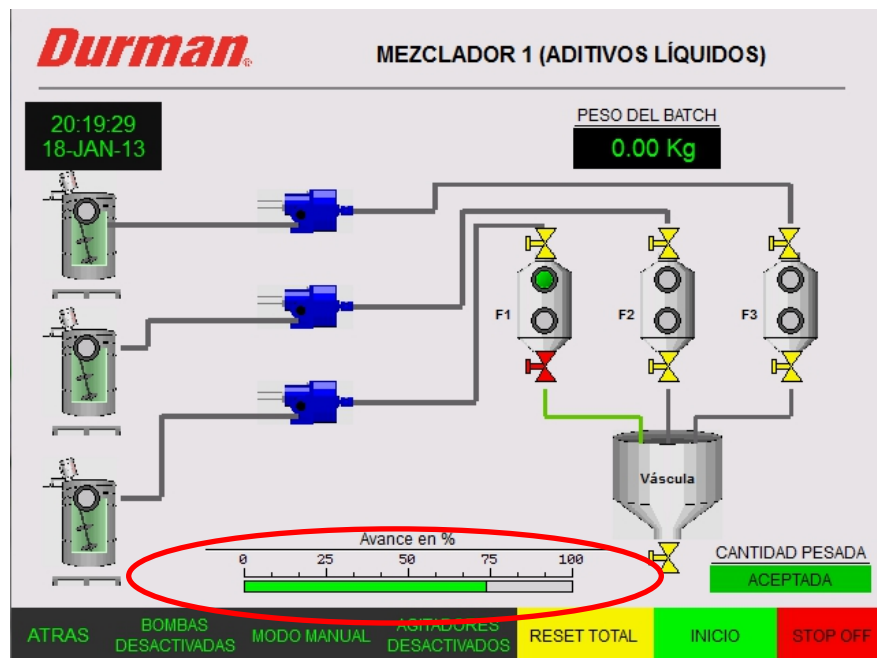 Durman®
MEZCLADOR 1 (ADITIVOS LÍQUIDOS)
20:19:29
18-JAN-13
PESO DEL BATCH
0.00 Kg
F1
F2
F3
Váscula
Avance en %
0 25 50 75 100
CANTIDAD PESADA
ACEPTADA
ATRAS
BOMBAS
DESACTIVADAS
MODO MANUAL
AGITADORES
DESACTIVADOS
RESET TOTAL
INICIO
STOP OFF